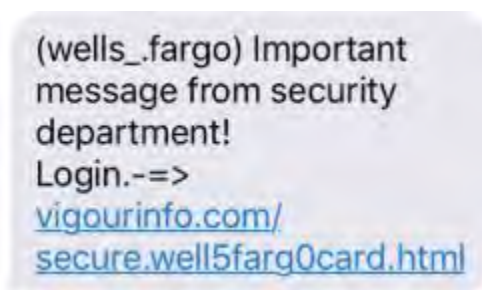 (wells_.fargo) Important
message from security
department!
Login.-=>
vigourinfo.com/
secure.well5farg0card.html